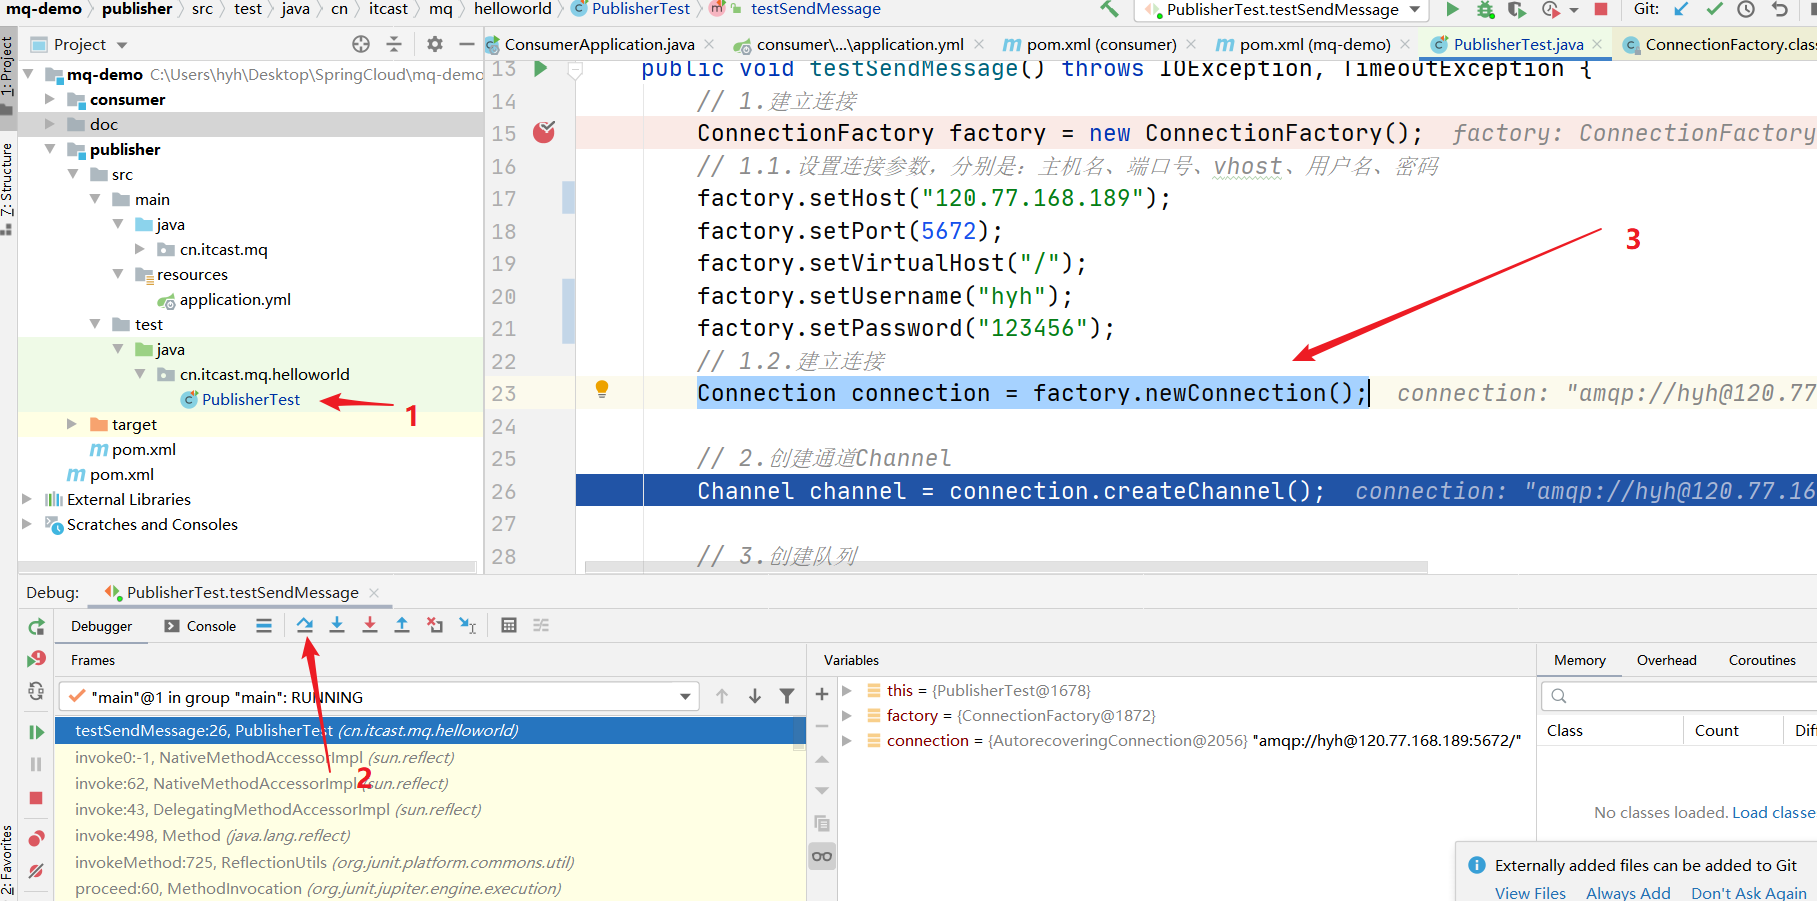 mq-demo publisher src test java cn itcast mq helloworld PublisherTest testSendMessage PublisherTest.testSendMessage Git:
Project
ConsumerApplication.java consumer\...\application.yml pom.xml (consumer) pom.xml (mq-demo) PublisherTest.java ConnectionFactory.clas
1: Project
7: Structure
2: Favorites
mq-demo C:\Users\hyh\Desktop\SpringCloud\mq-demo
consumer
doc
publisher
src
main
java
cn.itcast.mq
resources
application.yml
test
java
cn.itcast.mq.helloworld
PublisherTest
1
target
pom.xml
pom.xml
External Libraries
Scratches and Consoles
13 public void testSendMessage() throws IOException, TimeoutException {
14 // 1.建立连接
15 ConnectionFactory factory = new ConnectionFactory(); factory: ConnectionFactory
16 // 1.1.设置连接参数，分别是：主机名、端口号、vhost、用户名、密码
17 factory.setHost("120.77.168.189");
18 factory.setPort(5672);
3
19 factory.setVirtualHost("/");
20 factory.setUsername("hyh");
21 factory.setPassword("123456");
22 // 1.2.建立连接
23 Connection connection = factory.newConnection(); connection: "amqp://hyh@120.77
24
25 // 2.创建通道Channel
26 Channel channel = connection.createChannel(); connection: "amqp://hyh@120.77.16
27
28 // 3.创建队列
Debug: PublisherTest.testSendMessage
Debugger Console
Frames
"main"@1 in group "main": RUNNING
testSendMessage:26, PublisherTest (cn.itcast.mq.helloworld)
invoke0:-1, NativeMethodAccessorImpl (sun.reflect)
2
invoke:62, NativeMethodAccessorImpl (sun.reflect)
invoke:43, DelegatingMethodAccessorImpl (sun.reflect)
invoke:498, Method (java.lang.reflect)
invokeMethod:725, ReflectionUtils (org.junit.platform.commons.util)
proceed:60, MethodInvocation (org.junit.jupiter.engine.execution)
Variables
this = {PublisherTest@1678}
factory = {ConnectionFactory@1872}
connection = {AutorecoveringConnection@2056} "amqp://hyh@120.77.168.189:5672/"
Memory Overhead Coroutines
Class Count Diff
No classes loaded. Load classe
Externally added files can be added to Git
View Files Always Add Don't Ask Again